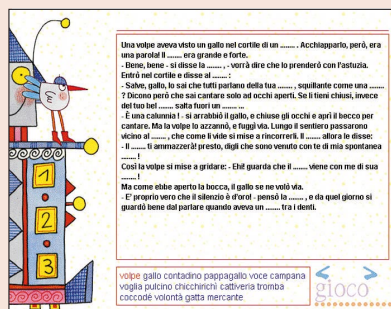 Una volpe aveva visto un gallo nel cortile di un ........ . Acchiapparlo, però, era
una parola! Il ....... era grande e forte.
- Bene, bene - si disse la ........ , - vorrà dire che lo prenderò con l'astuzia.
Entrò nel cortile e disse al ........ :
- Salve, gallo, lo sai che tutti parlano della tua ........ , squillante come una ........
? Dicono però che sai cantare solo ad occhi aperti. Se li tieni chiusi, invece
del tuo bel ........ salta fuori un ....... ...
- È una calunnia ! - si arrabbiò il gallo, e chiuse gli occhi e aprì il becco per
cantare. Ma la volpe lo azzannò, e fuggì via. Lungo il sentiero passarono
vicino al ........ , che come li vide si mise a rincorrerli. Il ....... allora le disse:
- Il ........ ti ammazzerà! presto, digli che sono venuto con te di mia spontanea
........ !
Così la volpe si mise a gridare: - Ehi! guarda che il ....... viene con me di sua
........ !
Ma come ebbe aperto la bocca, il gallo se ne volò via.
- E' proprio vero che il silenzio è d'oro! - pensò la ........ , e da quel giorno si
guardò bene dal parlare quando aveva un ........ tra i denti.
1
2
3
volpe gallo contadino pappagallo voce campana
voglia pulcino chicchirichì cattiveria tromba
coccodè volontà gatta mercante
< >
gioco